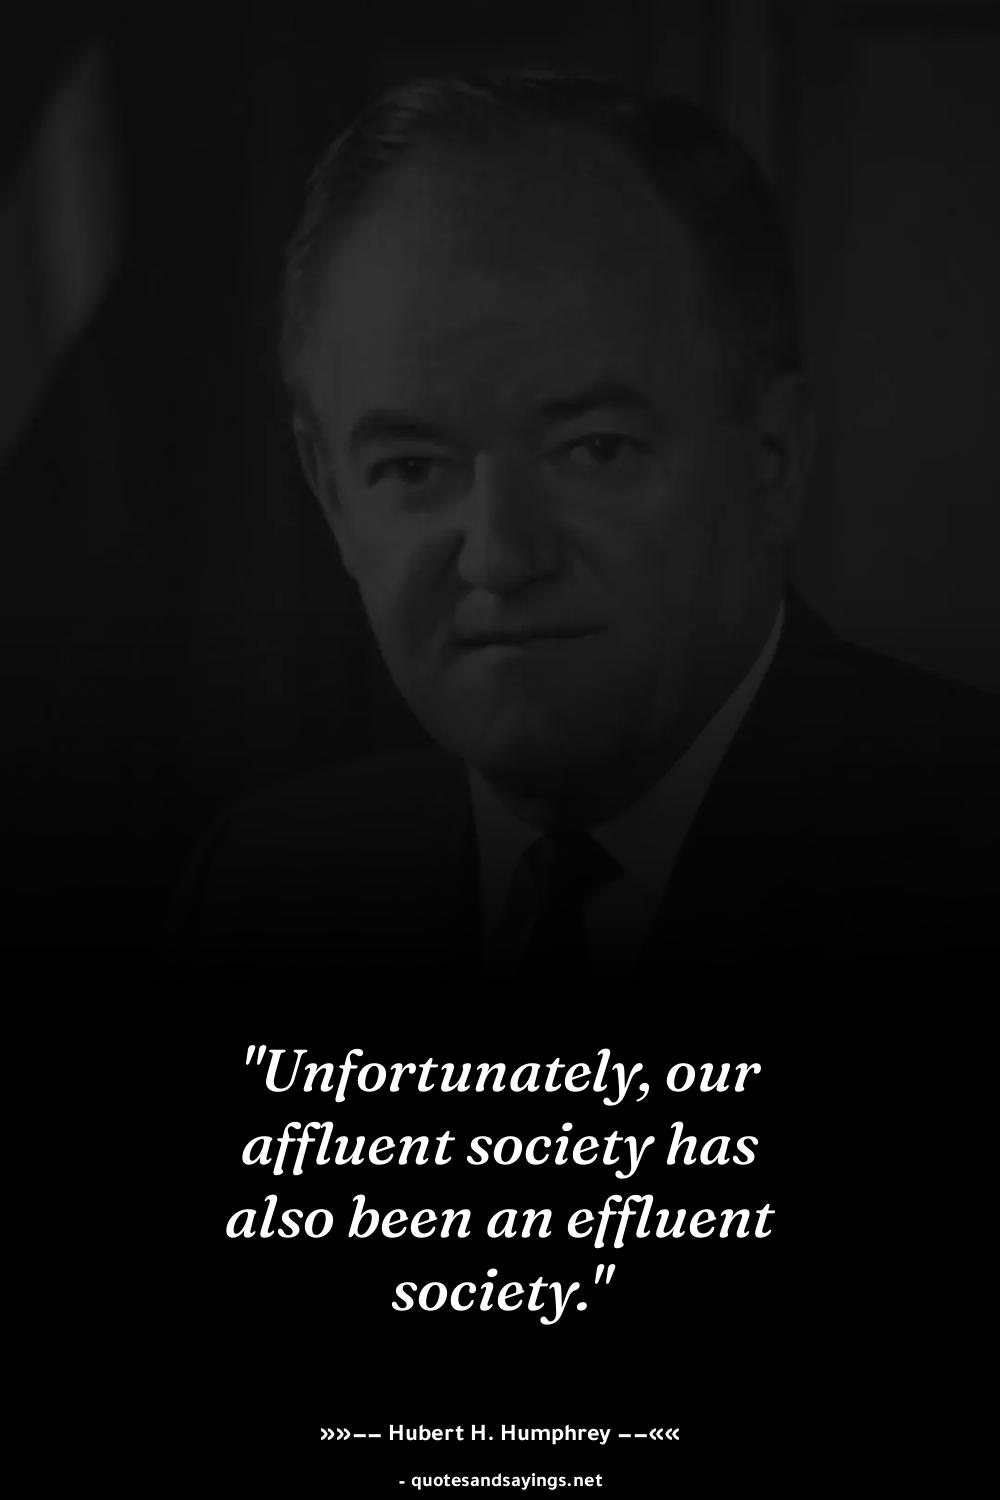 "Unfortunately, our
affluent society has
also been an effluent
society."
»»–– Hubert H. Humphrey ––««
- quotesandsayings.net